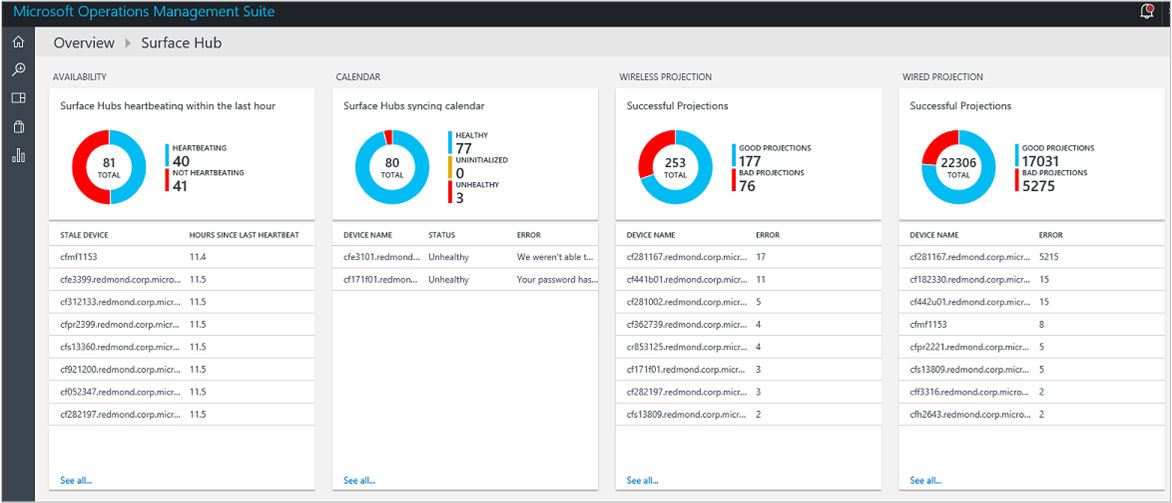 Microsoft Operations Management Suite
Overview Surface Hub
AVAILABILITY
Surface Hubs heartbeating within the last hour
81
TOTAL
HEARTBEATING
40
NOT HEARTBEATING
41
STALE DEVICE HOURS SINCE LAST HEARTBEAT
cfmf1153 11.4
cfe3399.redmond.corp.micro... 11.5
cf312133.redmond.corp.micr... 11.5
cfpr2399.redmond.corp.micr... 11.5
cfs13360.redmond.corp.micr... 11.5
cf921200.redmond.corp.micr... 11.5
cf052347.redmond.corp.micr... 11.5
cf282197.redmond.corp.micr... 11.5
See all...
CALENDAR
Surface Hubs syncing calendar
80
TOTAL
HEALTHY
77
UNINITIALIZED
0
UNHEALTHY
3
DEVICE NAME STATUS ERROR
cfe3101.redmond... Unhealthy We weren't able t...
cf171f01.redmon... Unhealthy Your password has...
See all...
WIRELESS PROJECTION
Successful Projections
253
TOTAL
GOOD PROJECTIONS
177
BAD PROJECTIONS
76
DEVICE NAME ERROR
cf281167.redmond.corp.micr... 17
cf441b01.redmond.corp.micr... 11
cf281002.redmond.corp.micr... 5
cf362739.redmond.corp.micr... 4
cr853125.redmond.corp.micr... 4
cf171f01.redmond.corp.micr... 3
cf282197.redmond.corp.micr... 3
cfs13809.redmond.corp.micr... 2
See all...
WIRED PROJECTION
Successful Projections
22306
TOTAL
GOOD PROJECTIONS
17031
BAD PROJECTIONS
5275
DEVICE NAME ERROR
cf281167.redmond.corp.micr... 5215
cf182330.redmond.corp.micr... 15
cf442u01.redmond.corp.micr... 15
cfmf1153 8
cfpr2221.redmond.corp.micr... 5
cfs13809.redmond.corp.micr... 5
cff3316.redmond.corp.micro... 2
cfh2643.redmond.corp.micro... 2
See all...